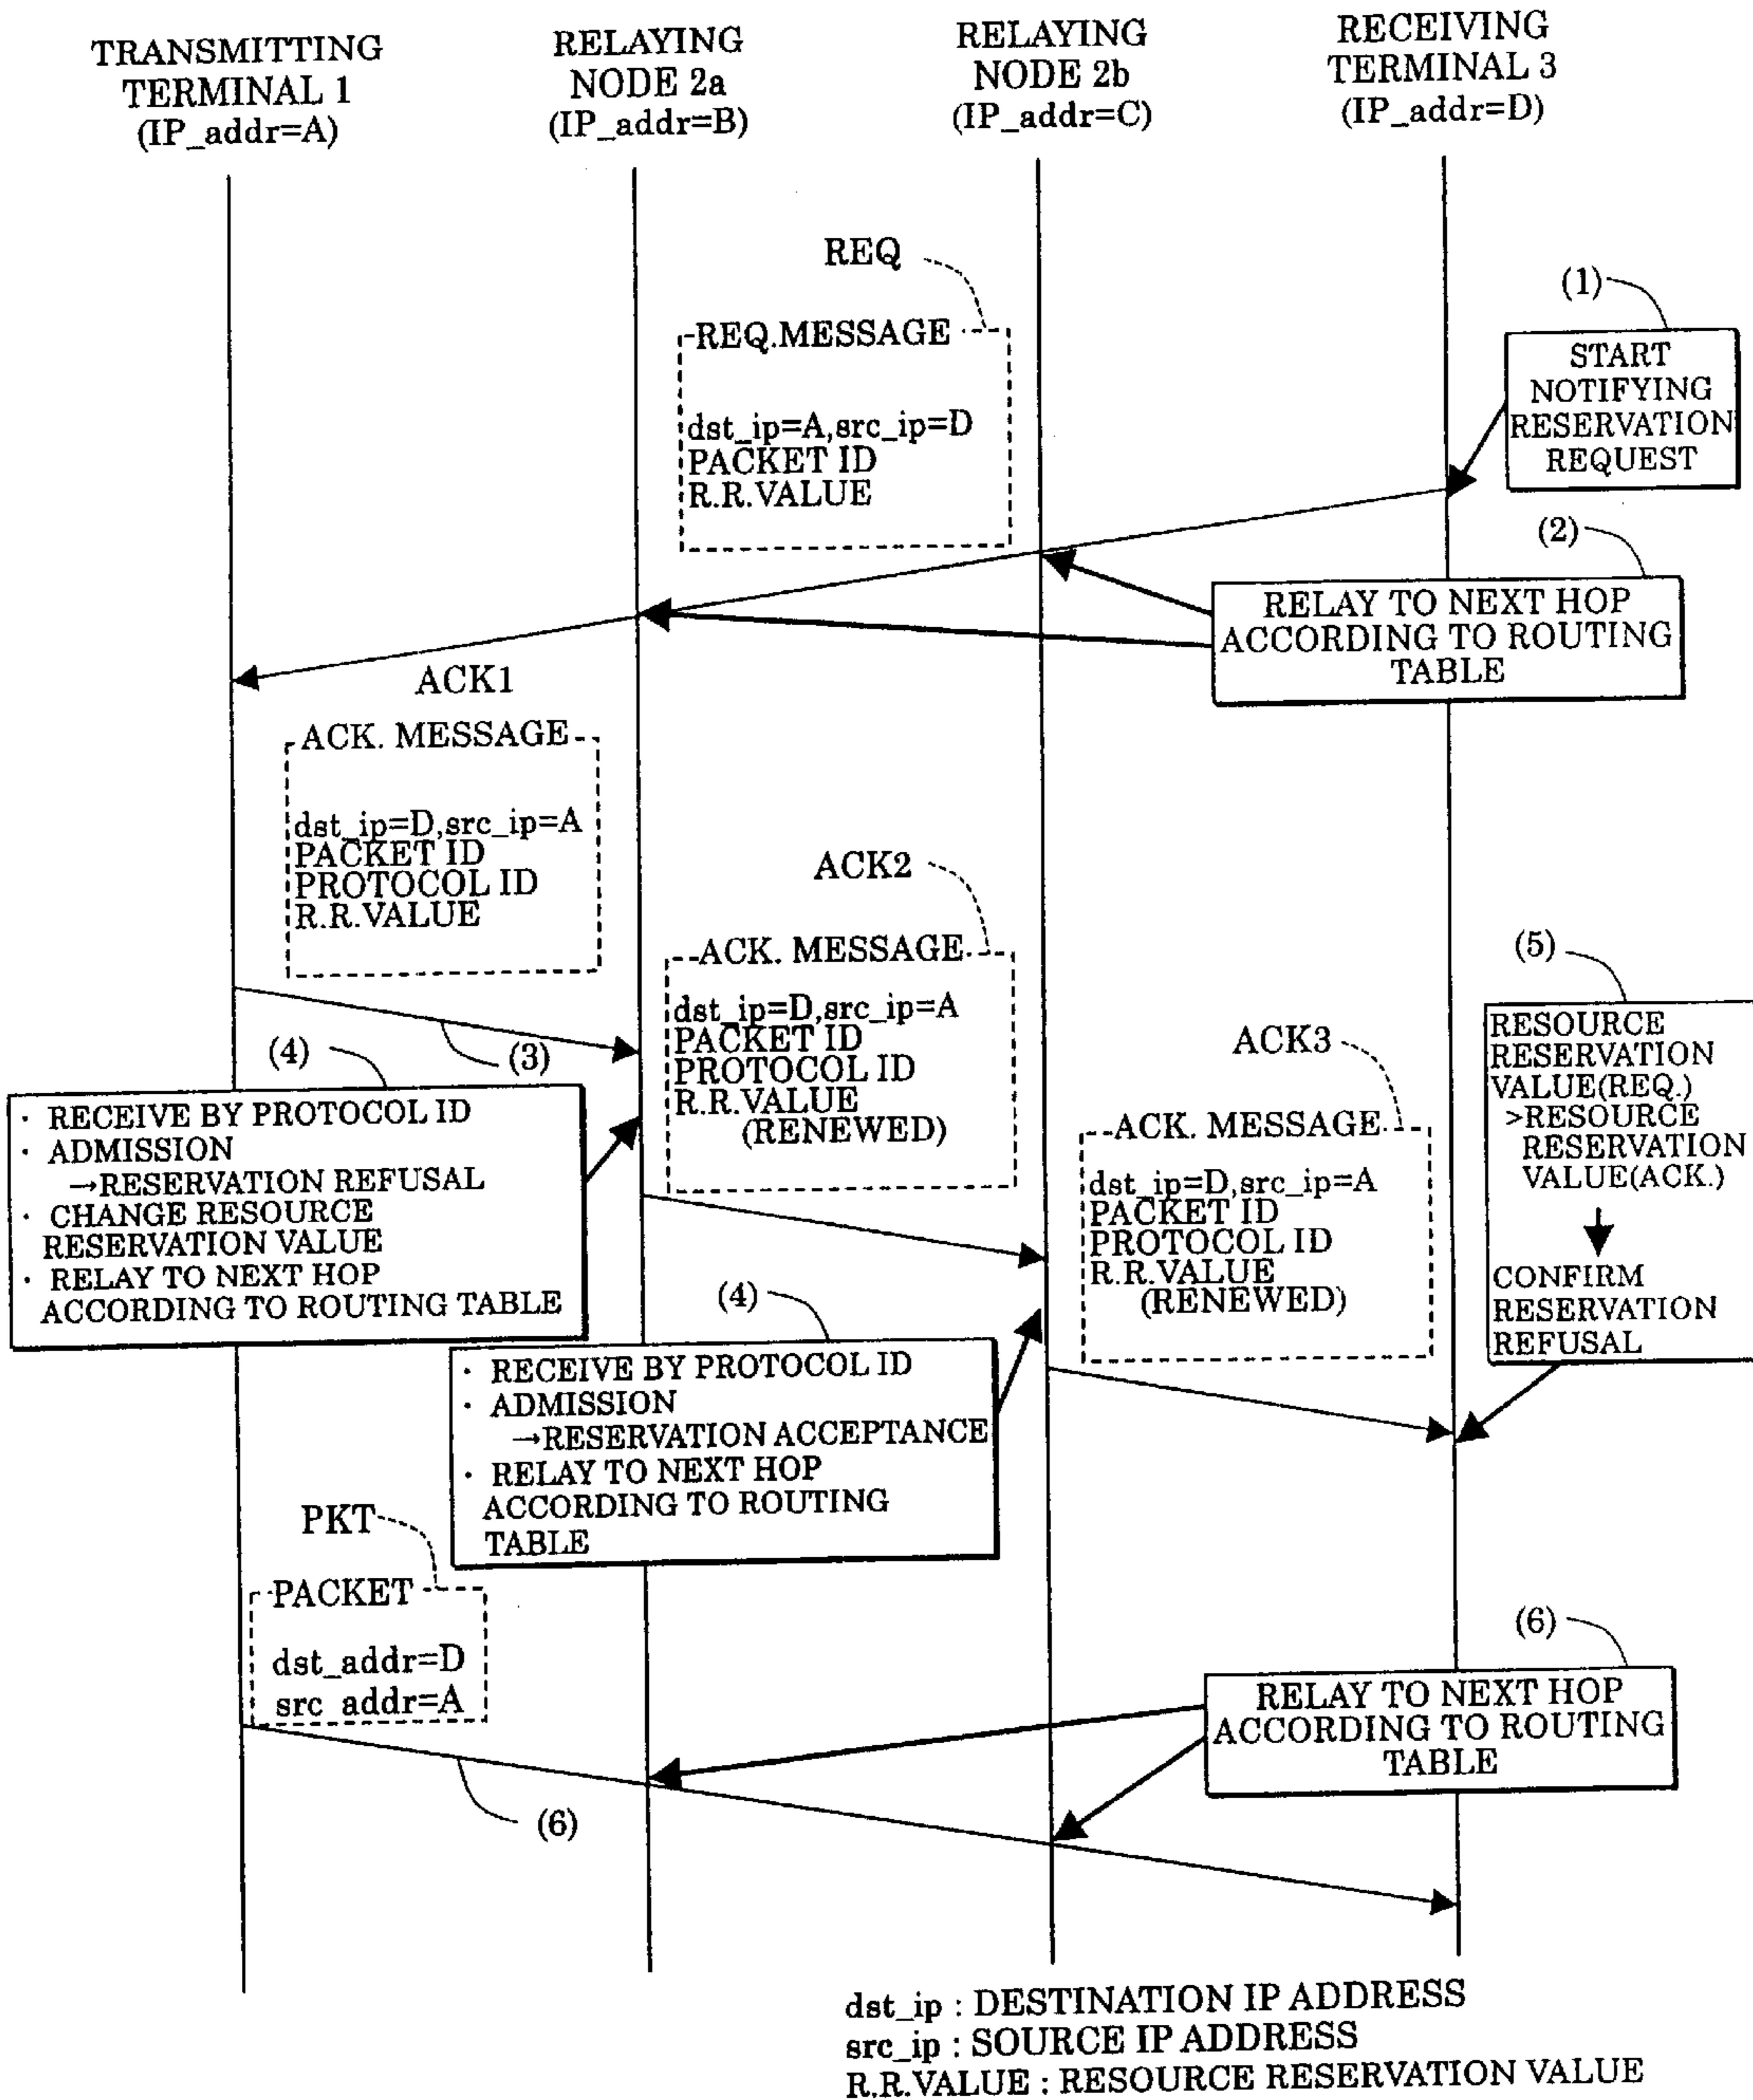 TRANSMITTING
TERMINAL 1
(IP_addr=A)
RELAYING
NODE 2a
(IP_addr=B)
RELAYING
NODE 2b
(IP_addr=C)
RECEIVING
TERMINAL 3
(IP_addr=D)
REQ
REQ.MESSAGE
dst_ip=A,src_ip=D
PACKET ID
R.R.VALUE
(1)
START
NOTIFYING
RESERVATION
REQUEST
(2)
RELAY TO NEXT HOP
ACCORDING TO ROUTING
TABLE
ACK1
ACK. MESSAGE
dst_ip=D,src_ip=A
PACKET ID
PROTOCOL ID
R.R.VALUE
(3)
ACK2
ACK. MESSAGE
dst_ip=D,src_ip=A
PACKET ID
PROTOCOL ID
R.R.VALUE
(RENEWED)
(4)
· RECEIVE BY PROTOCOL ID
· ADMISSION
→RESERVATION REFUSAL
· CHANGE RESOURCE
RESERVATION VALUE
· RELAY TO NEXT HOP
ACCORDING TO ROUTING TABLE
ACK3
ACK. MESSAGE
dst_ip=D,src_ip=A
PACKET ID
PROTOCOL ID
R.R.VALUE
(RENEWED)
(5)
RESOURCE
RESERVATION
VALUE(REQ.)
>RESOURCE
RESERVATION
VALUE(ACK.)
CONFIRM
RESERVATION
REFUSAL
(4)
· RECEIVE BY PROTOCOL ID
· ADMISSION
→RESERVATION ACCEPTANCE
· RELAY TO NEXT HOP
ACCORDING TO ROUTING
TABLE
PKT
PACKET
dst_addr=D
src_addr=A
(6)
(6)
RELAY TO NEXT HOP
ACCORDING TO ROUTING
TABLE
dst_ip : DESTINATION IP ADDRESS
src_ip : SOURCE IP ADDRESS
R.R.VALUE : RESOURCE RESERVATION VALUE